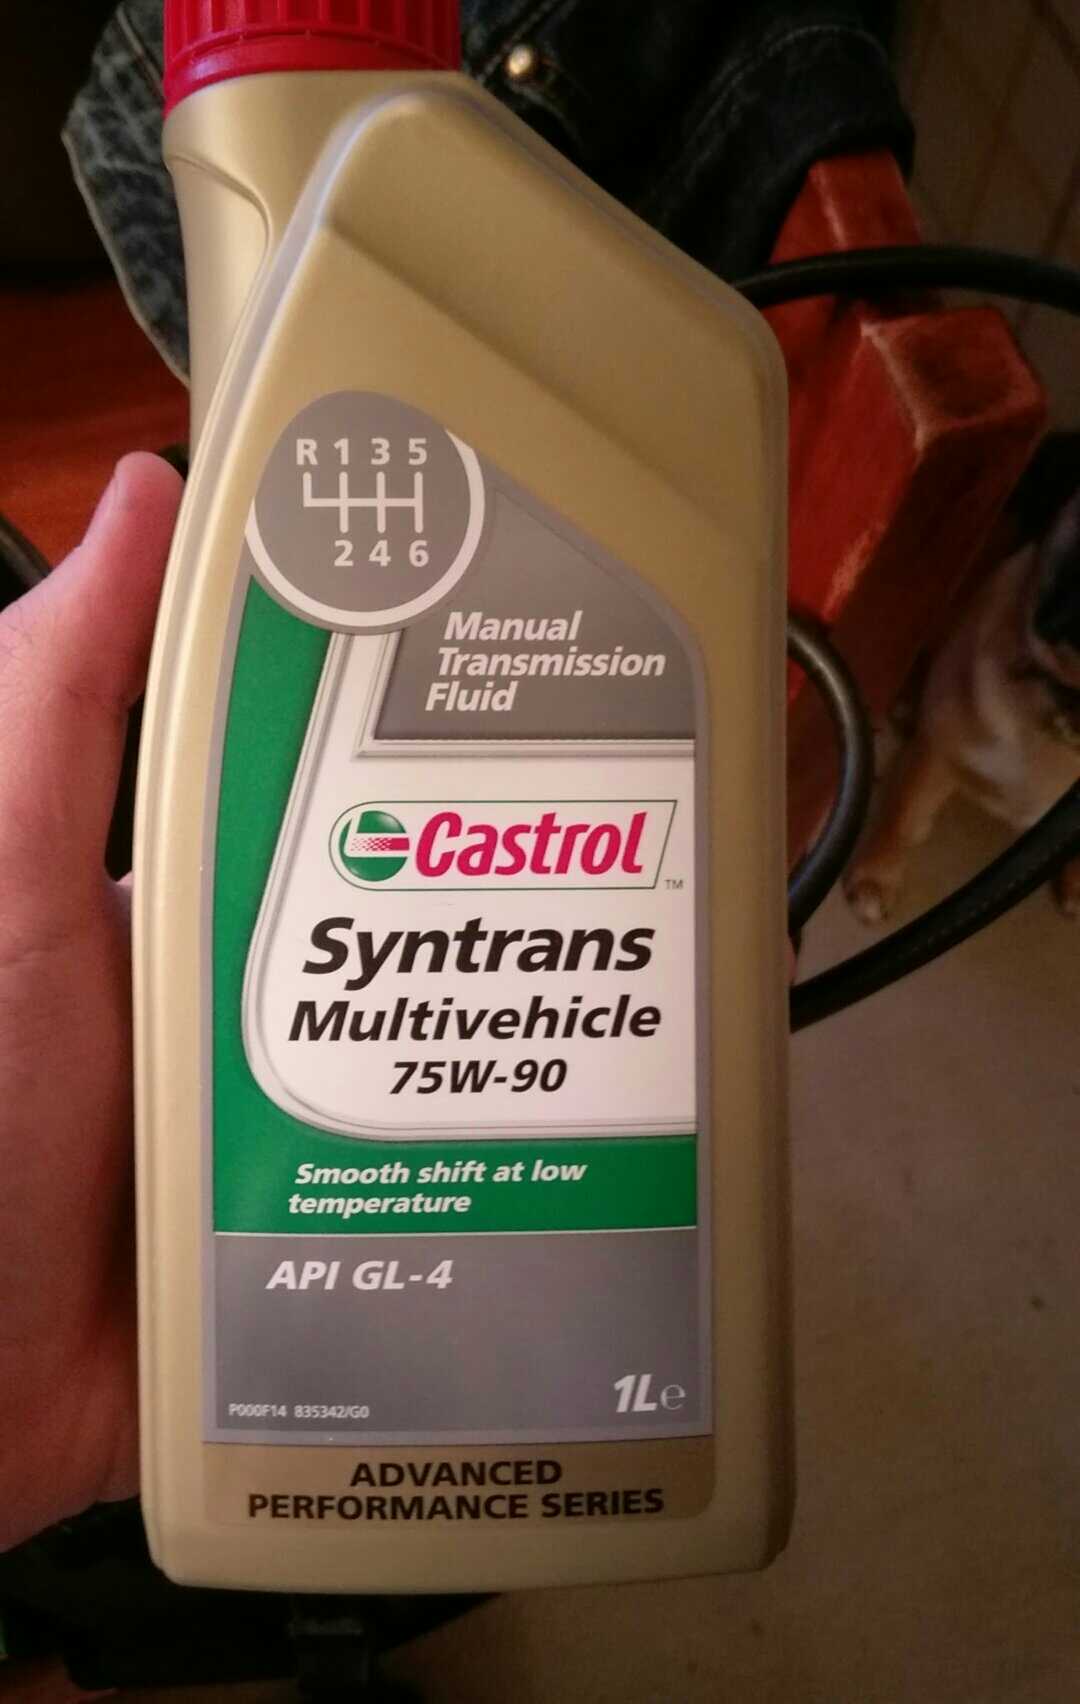 R 1 3 5
2 4 6
Manual
Transmission
Fluid
Castrol
TM
Syntrans
Multivehicle
75W-90
Smooth shift at low
temperature
API GL-4
1L℮
P000F14 835342/G0
ADVANCED
PERFORMANCE SERIES